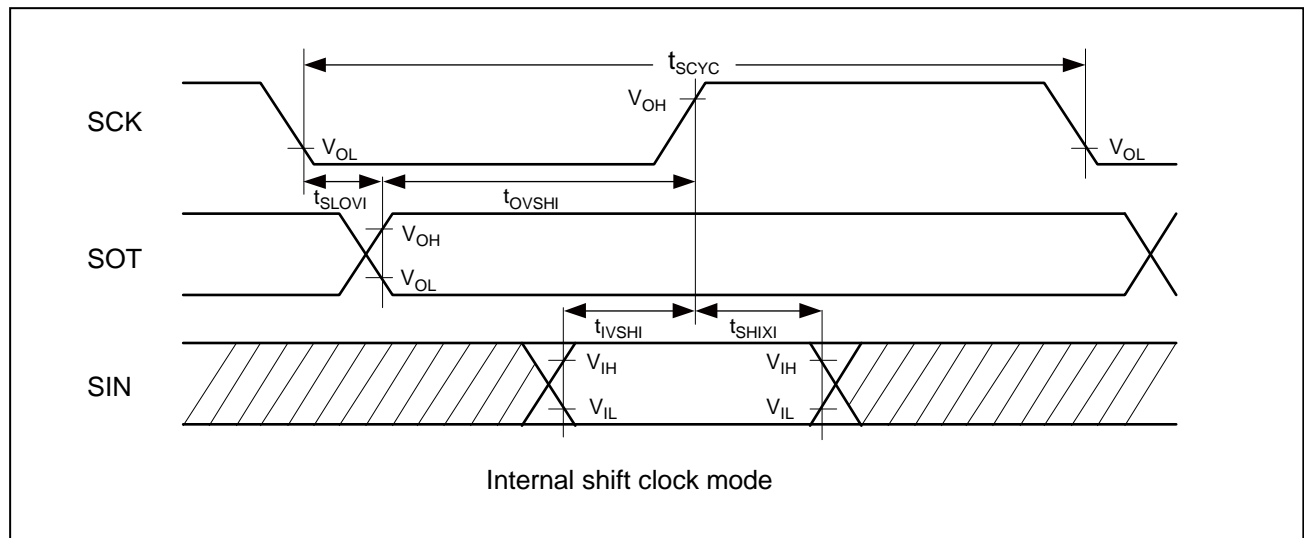 tSCYC
SCK
VOH
VOL
VOL
tSLOVI
tOVSHI
SOT
VOH
VOL
tIVSHI
tSHIXI
SIN
VIH
VIH
VIL
VIL
Internal shift clock mode